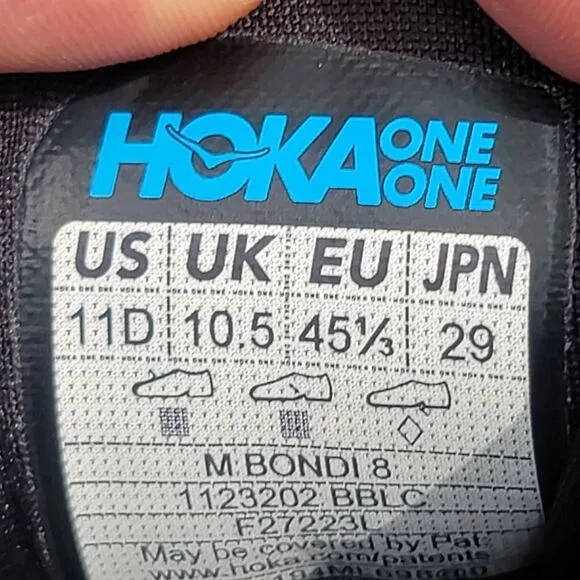 HOKA ONE ONE
US UK EU JPN
11D 10.5 45⅓ 29
M BONDI 8
1123202 BBLC
F27223L
May be covered by Pat:
www.hoka.com/patents